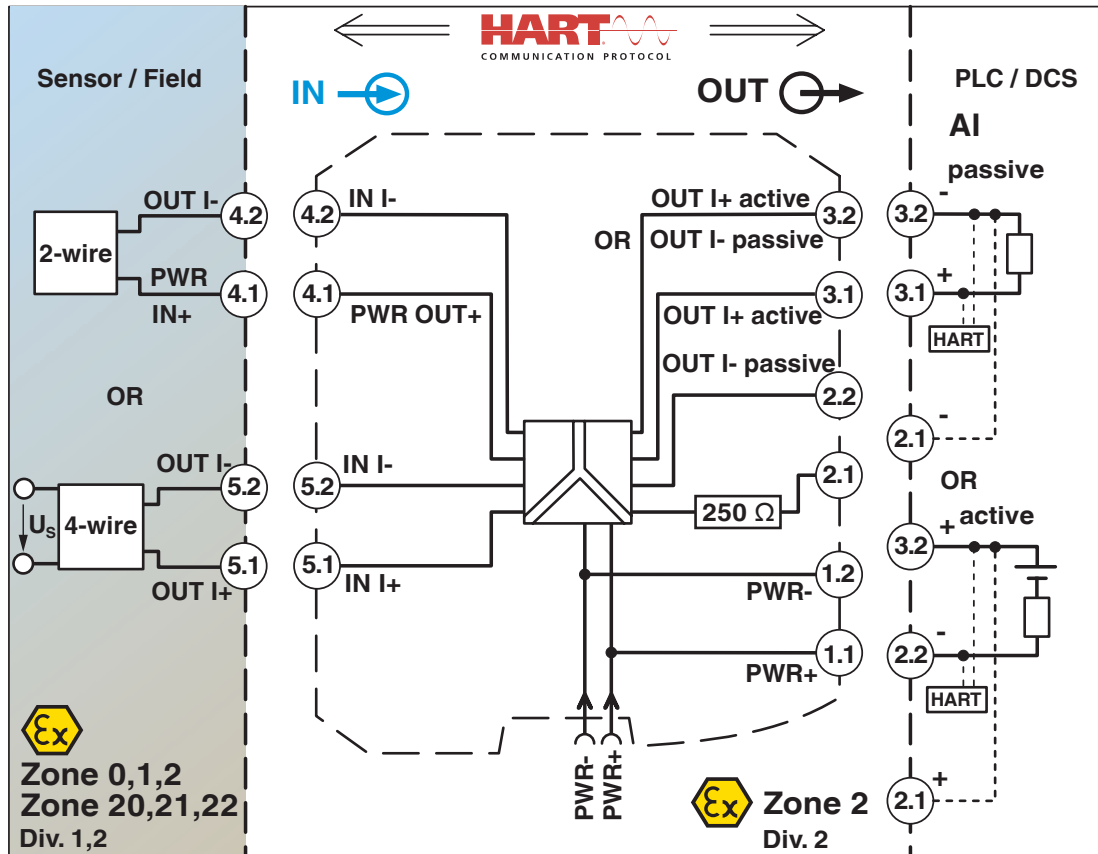 HART
COMMUNICATION PROTOCOL
Sensor / Field
IN
OUT
PLC / DCS
AI
passive
OUT I-
4.2
2-wire
PWR
4.1
IN+
OR
OUT I-
5.2
US
4-wire
5.1
OUT I+
4.2
IN I-
4.1
PWR OUT+
5.2
IN I-
5.1
IN I+
OUT I+ active
3.2
OR
OUT I- passive
3.1
OUT I+ active
OUT I- passive
2.2
2.1
250 Ω
1.2
PWR-
1.1
PWR+
PWR-
PWR+
-
3.2
+
3.1
HART
-
2.1
OR
active
+
3.2
-
2.2
HART
+
2.1
Ex
Zone 0,1,2
Zone 20,21,22
Div. 1,2
Ex
Zone 2
Div. 2